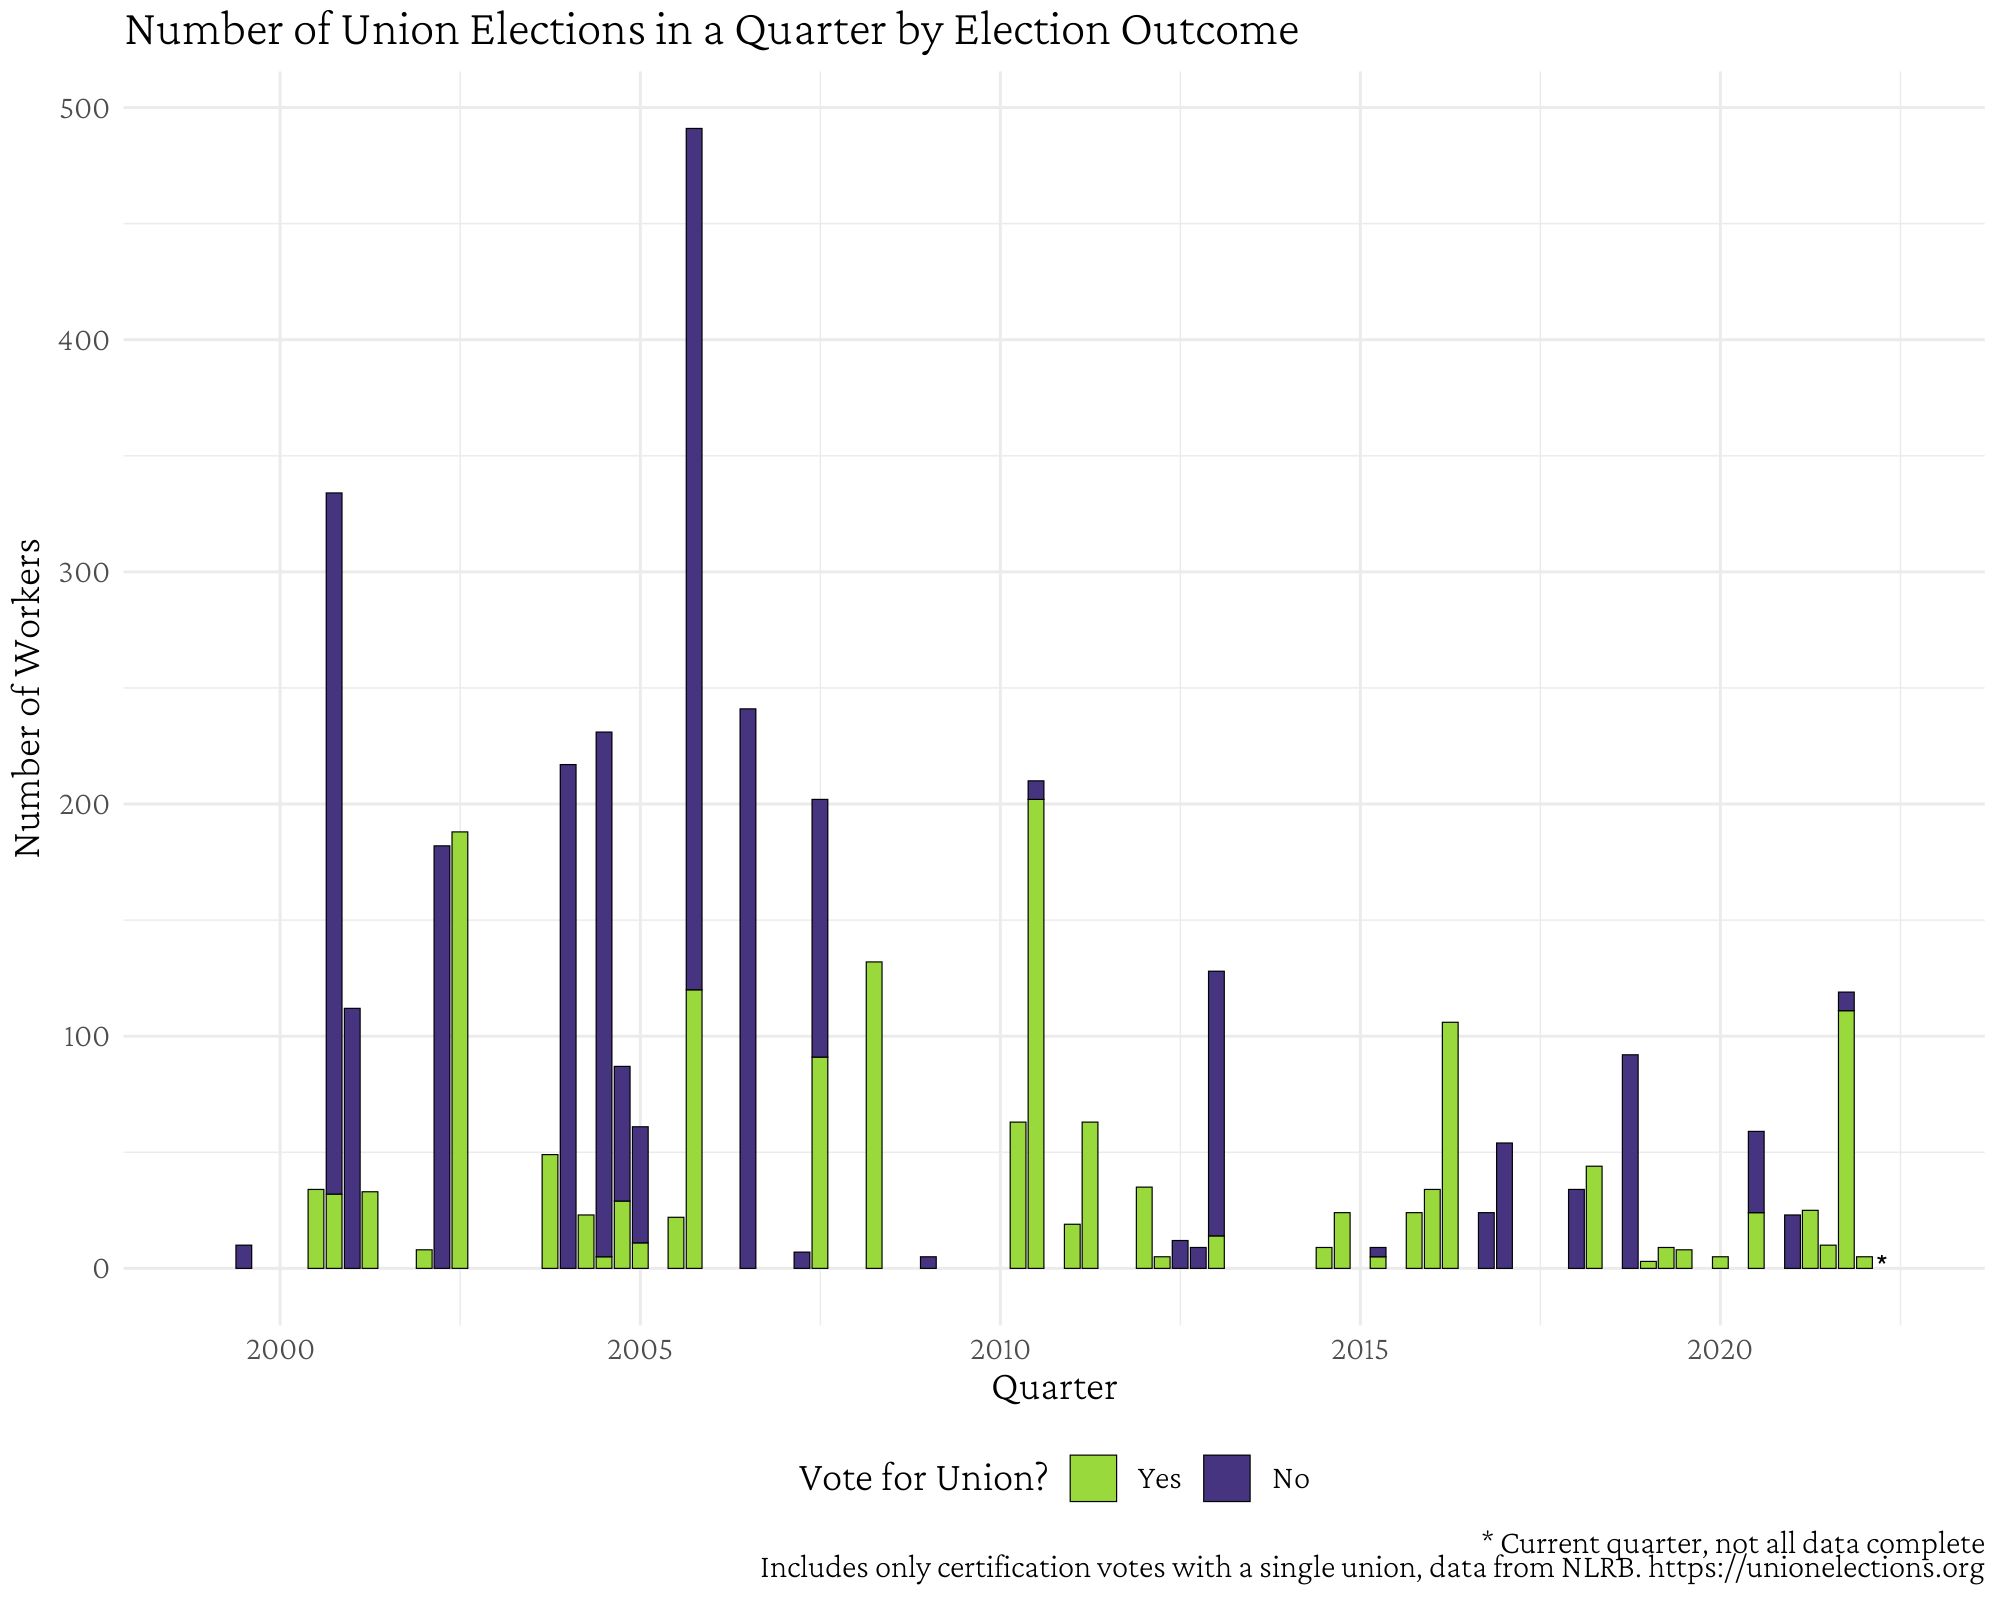 Number of Union Elections in a Quarter by Election Outcome
500
400
300
200
100
0
Number of Workers
*
2000 2005 2010 2015 2020
Quarter
Vote for Union? Yes No
* Current quarter, not all data complete
Includes only certification votes with a single union, data from NLRB. https://unionelections.org